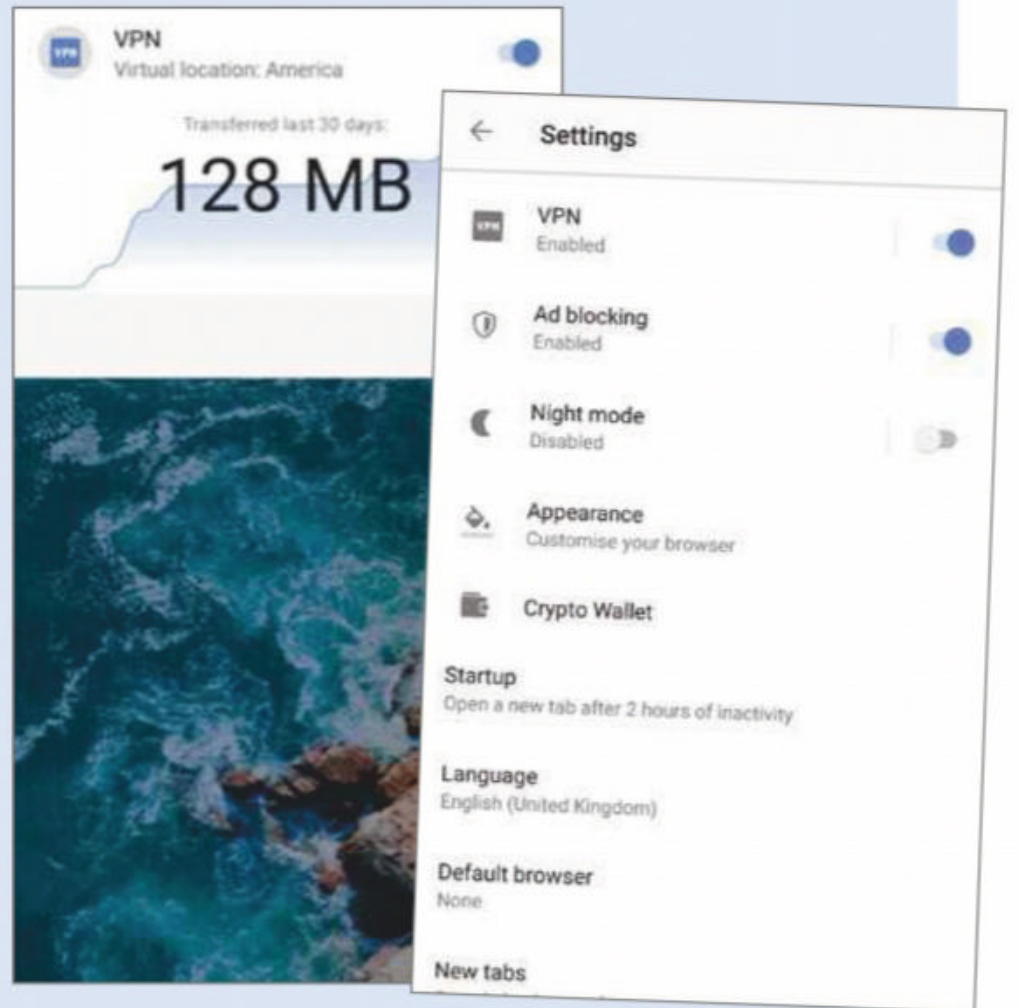 VPN
VPN
Virtual location: America
Transferred last 30 days:
128 MB
Settings
VPN
VPN
Enabled
Ad blocking
Enabled
Night mode
Disabled
Appearance
Customise your browser
Crypto Wallet
Startup
Open a new tab after 2 hours of inactivity
Language
English (United Kingdom)
Default browser
None
New tabs